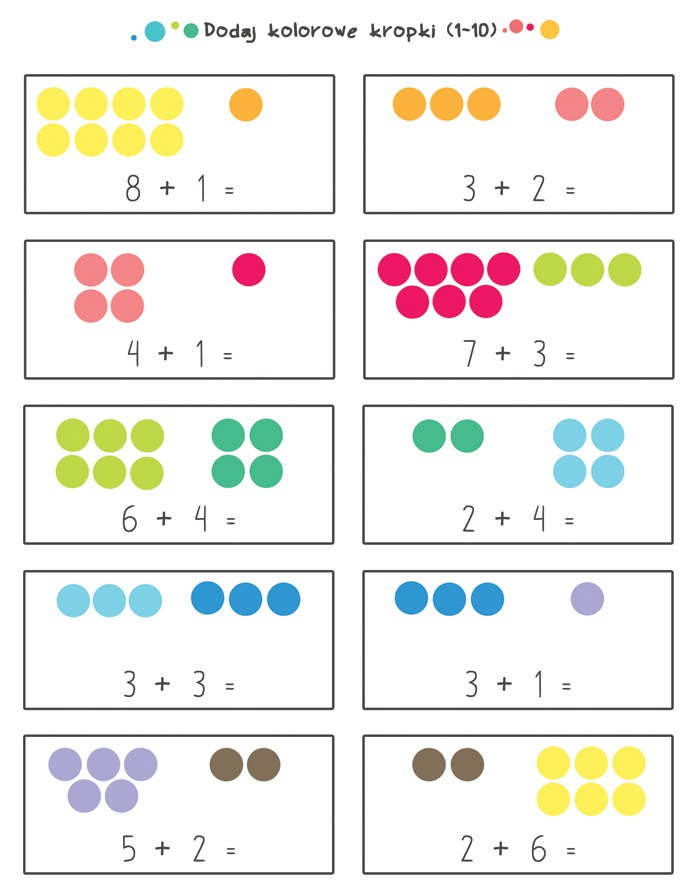 Dodaj kolorowe kropki (1-10)
8 + 1 =
3 + 2 =
4 + 1 =
7 + 3 =
6 + 4 =
2 + 4 =
3 + 3 =
3 + 1 =
5 + 2 =
2 + 6 =